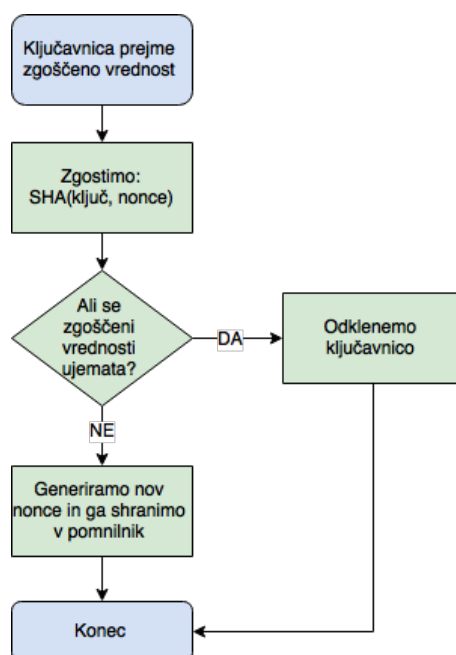 Ključavnica prejme
zgoščeno vrednost
Zgostimo:
SHA(ključ, nonce)
Ali se
zgoščeni
vrednosti
ujemata?
DA
Odklenemo
ključavnico
NE
Generiramo nov
nonce in ga shranimo
v pomnilnik
Konec